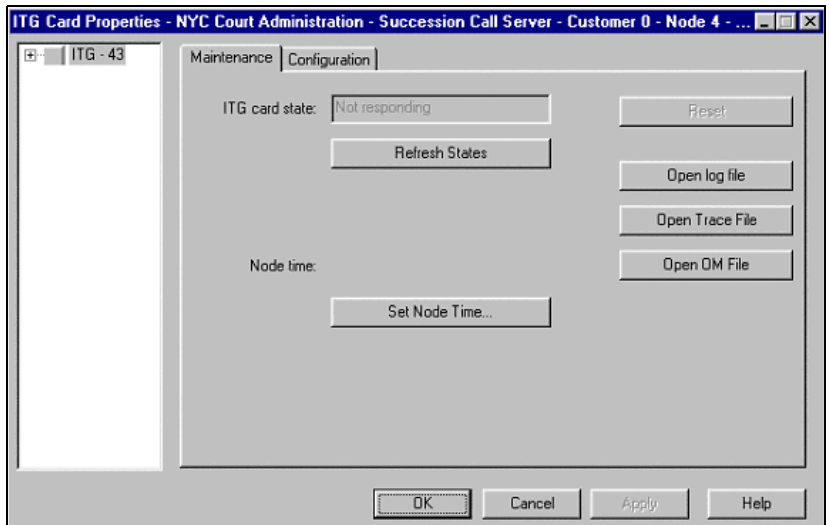 ITG Card Properties - NYC Court Administration - Succession Call Server - Customer 0 - Node 4 - ...
ITG - 43
Maintenance
Configuration
ITG card state:
Not responding
Reset
Refresh States
Open log file
Open Trace File
Node time:
Open OM File
Set Node Time...
OK
Cancel
Apply
Help